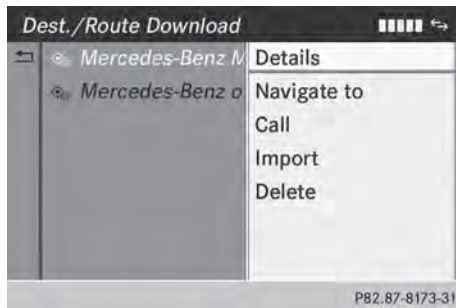 Dest./Route Download
Mercedes-Benz M
Details
Mercedes-Benz o
Navigate to
Call
Import
Delete
P82.87-8173-31